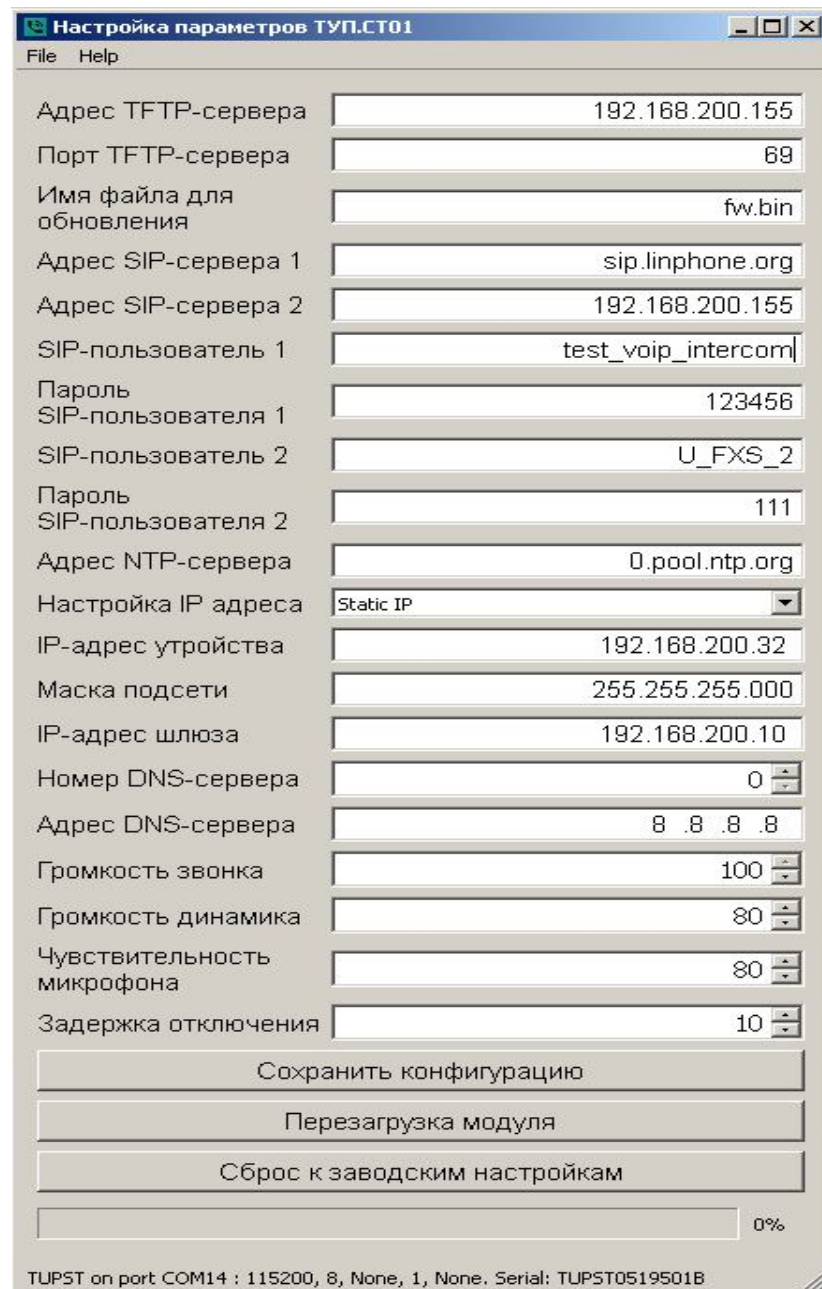 Настройка параметров ТУП.СТ01
File Help
Адрес TFTP-сервера 192.168.200.155
Порт TFTP-сервера 69
Имя файла для
обновления fw.bin
Адрес SIP-сервера 1 sip.linphone.org
Адрес SIP-сервера 2 192.168.200.155
SIP-пользователь 1 test_voip_intercom
Пароль
SIP-пользователя 1 123456
SIP-пользователь 2 U_FXS_2
Пароль
SIP-пользователя 2 111
Адрес NTP-сервера 0.pool.ntp.org
Настройка IP адреса Static IP
IP-адрес утройства 192.168.200.32
Маска подсети 255.255.255.000
IP-адрес шлюза 192.168.200.10
Номер DNS-сервера 0
Адрес DNS-сервера 8 .8 .8 .8
Громкость звонка 100
Громкость динамика 80
Чувствительность
микрофона 80
Задержка отключения 10
Сохранить конфигурацию
Перезагрузка модуля
Сброс к заводским настройкам
0%
TUPST on port COM14 : 115200, 8, None, 1, None. Serial: TUPST0519501B